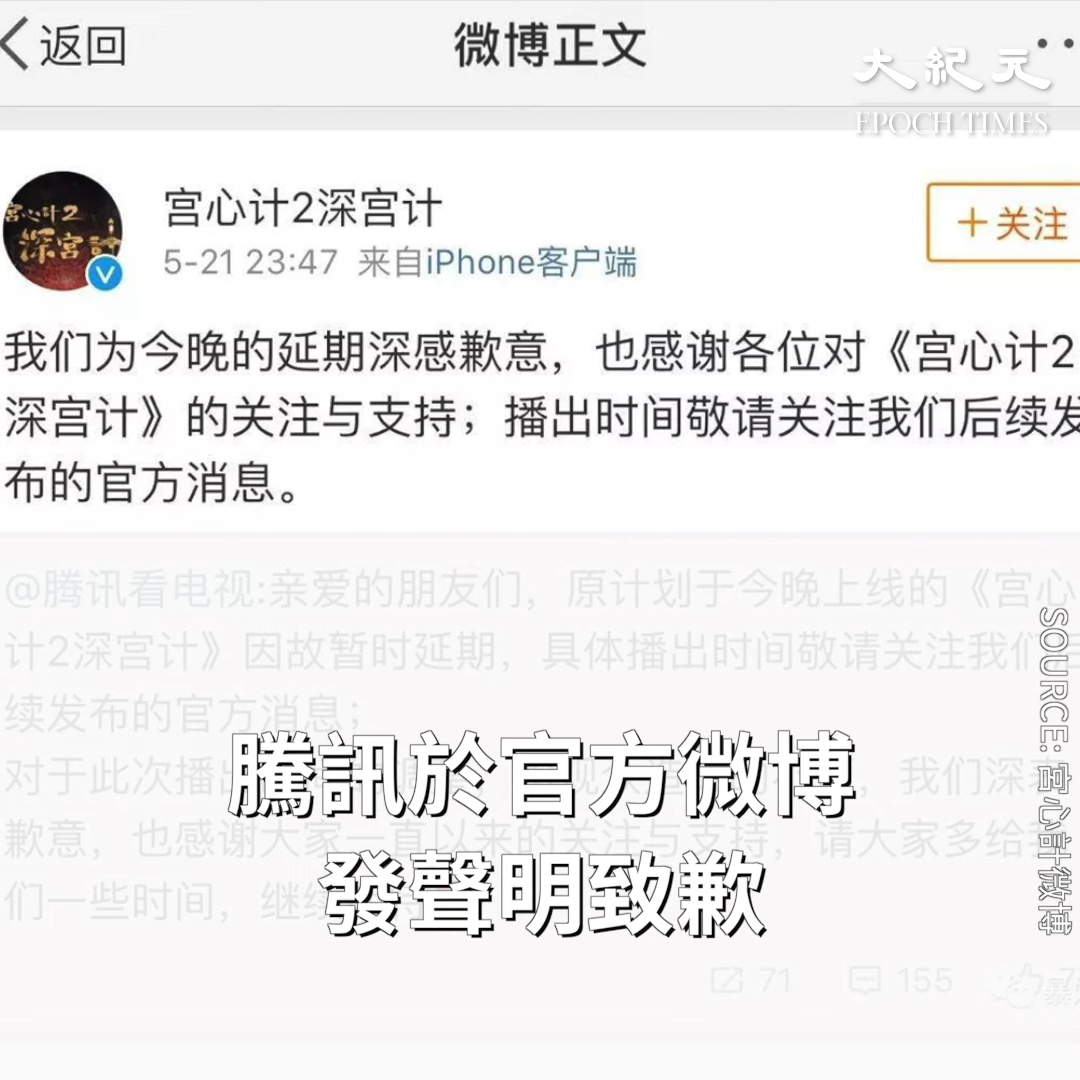 返回
微博正文
大紀元
EPOCH TIMES
宫心计2
深宮計
宫心计2深宫计
+关注
5-21 23:47 来自iPhone客户端
我们为今晚的延期深感歉意，也感谢各位对《宫心计2
深宫计》的关注与支持；播出时间敬请关注我们后续发
布的官方消息。
@腾讯看电视:亲爱的朋友们，原计划于今晚上线的《宫心
计2深宫计》因故暂时延期，具体播出时间敬请关注我们
续发布的官方消息；
对于此次播出
，我们深
歉意，也感谢大家一直以来的关注与支持，请大家多给
们一些时间，继续
騰訊於官方微博
發聲明致歉
71
155
SOURCE: 宮心計微博